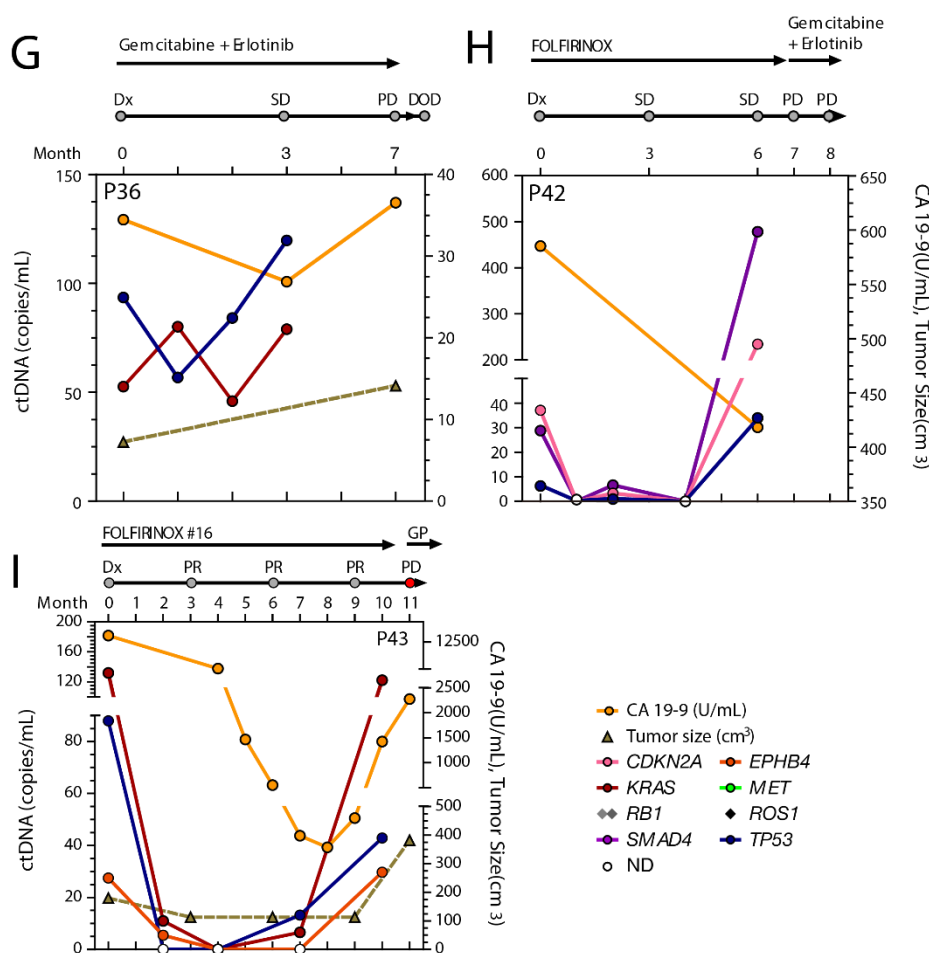 G
Gemcitabine + Erlotinib
Dx SD PD DOD
Month 0 3 7
150 40
P36
30
100
20
50
10
0 0
ctDNA (copies/mL)
H
FOLFIRINOX
Gemcitabine
+ Erlotinib
Dx SD SD PD PD
0 3 6 7 8
600 650
P42
500 600
400 550
300
200 500
40 450
30
20 400
10
0 350
CA 19-9(U/mL), Tumor Size(cm 3)
I
FOLFIRINOX #16 GP
Dx PR PR PR PD
Month 0 1 2 3 4 5 6 7 8 9 10 11
200
P43
12500
160
120 2500
2000
80 1500
1000
60
500
40 400
300
20 200
100
0 0
ctDNA (copies/mL)
CA 19-9(U/mL), Tumor Size(cm 3)
CA 19-9 (U/mL)
Tumor size (cm³)
CDKN2A EPHB4
KRAS MET
RB1 ROS1
SMAD4 TP53
ND